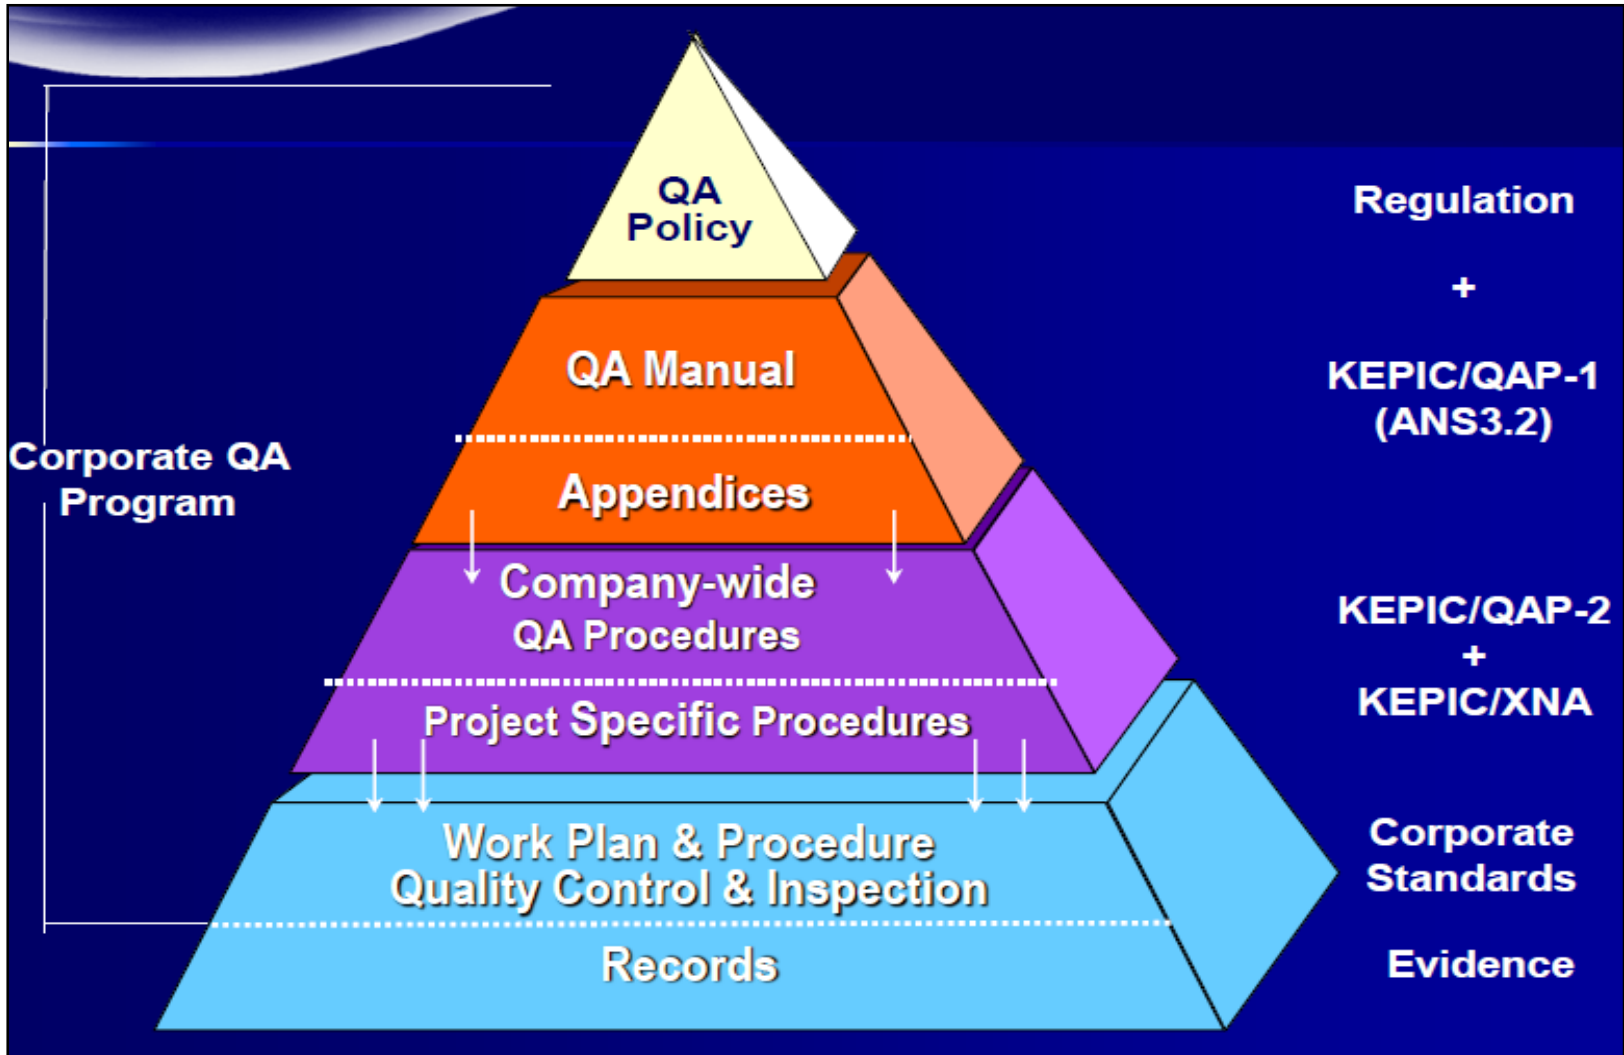 QA
Policy
Regulation
+
QA Manual
KEPIC/QAP-1
(ANS3.2)
Corporate QA
Program
Appendices
Company-wide
QA Procedures
KEPIC/QAP-2
+
KEPIC/XNA
Project Specific Procedures
Work Plan & Procedure
Quality Control & Inspection
Corporate
Standards
Records
Evidence